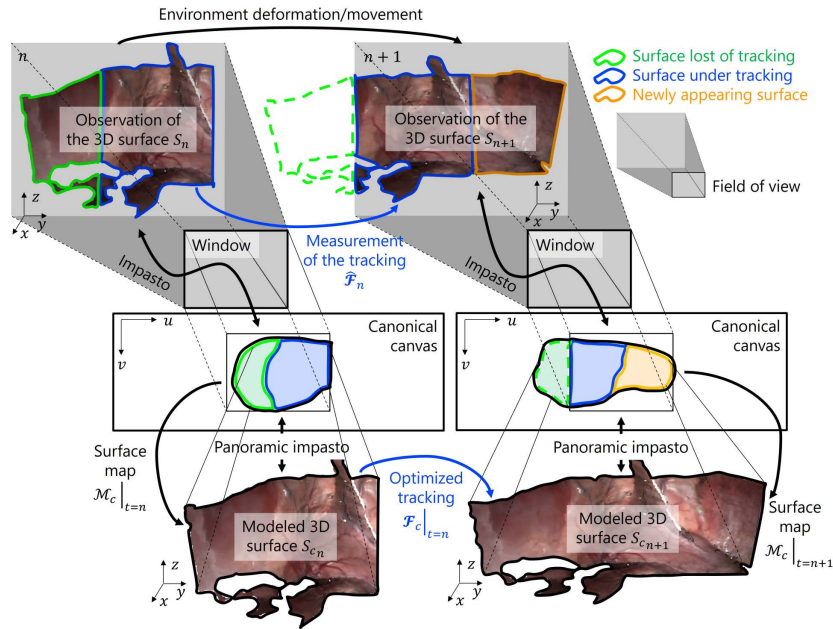 Environment deformation/movement
n
Observation of
the 3D surface S_n
z
y
x
n + 1
Observation of the
3D surface S_{n+1}
z
y
x
Surface lost of tracking
Surface under tracking
Newly appearing surface
Field of view
Window
Impasto
Measurement
of the tracking
\hat{ℱ}_n
Window
Impasto
u
v
Canonical
canvas
u
v
Canonical
canvas
Surface
map
ℳ_c|_{t=n}
Panoramic impasto
Modeled 3D
surface S_{c_n}
z
y
x
Optimized
tracking
ℱ_c|_{t=n}
Panoramic impasto
Modeled 3D
surface S_{c_{n+1}}
z
y
x
Surface
map
ℳ_c|_{t=n+1}